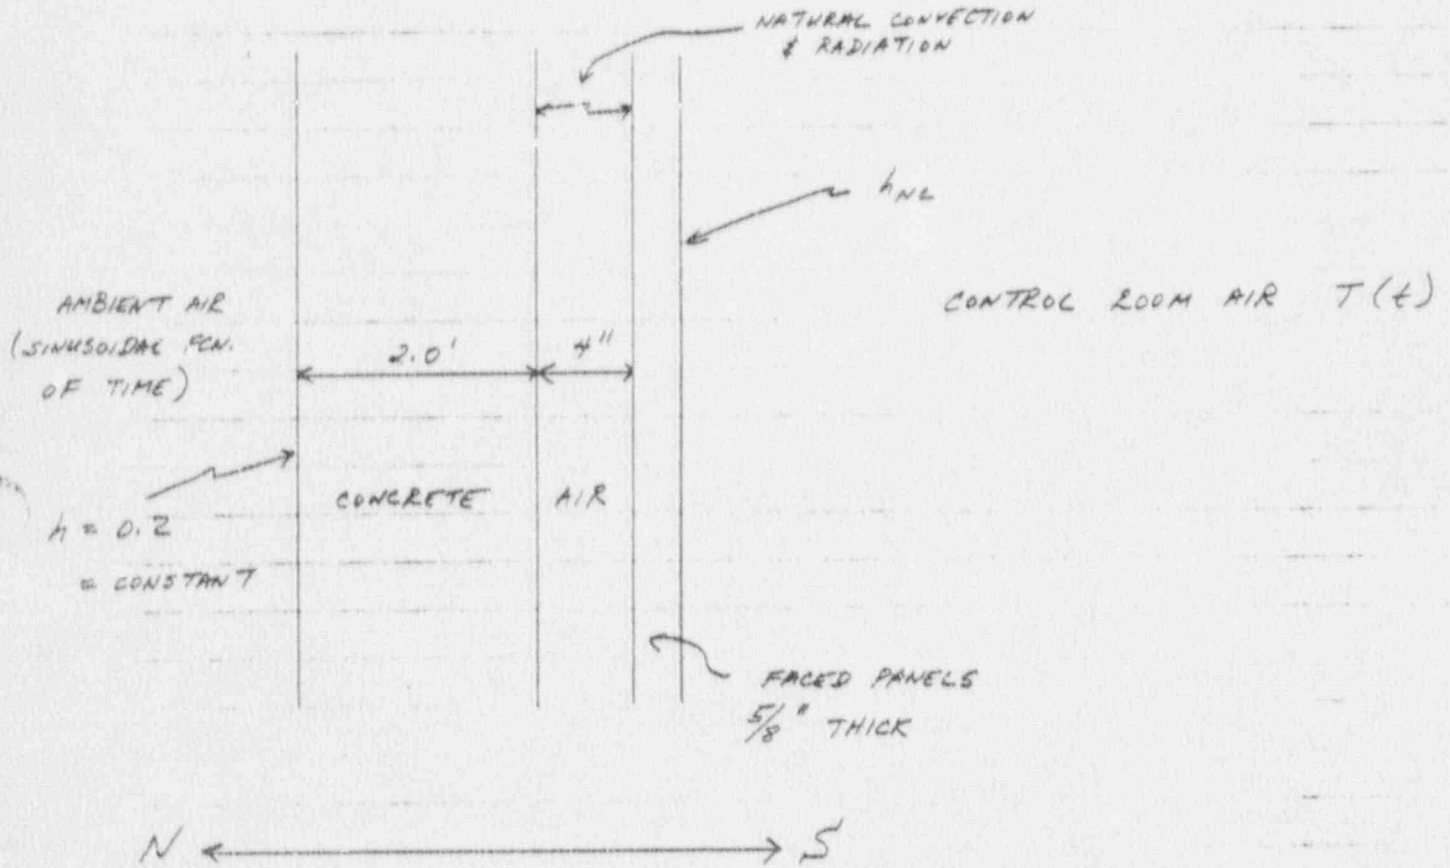 NATURAL CONVECTION
& RADIATION
h NL
AMBIENT AIR
(SINUSOIDAL FCN.
OF TIME)
CONTROL ROOM AIR T(t)
2.0'
4"
CONCRETE
AIR
h = 0.2
= CONSTANT
FACED PANELS
5/8" THICK
N
S